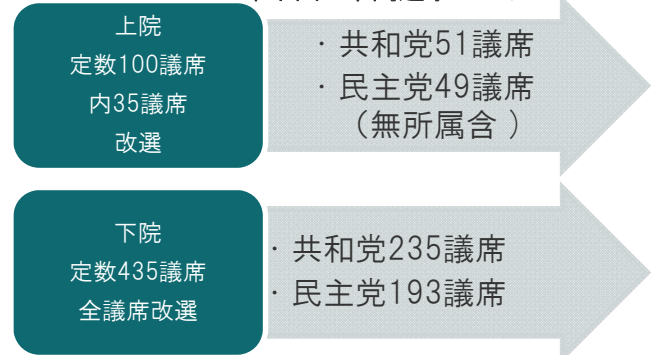 上院
定数100議席
内35議席
改選
・共和党51議席
・民主党49議席
（無所属含 ）
下院
定数435議席
全議席改選
・共和党235議席
・民主党193議席